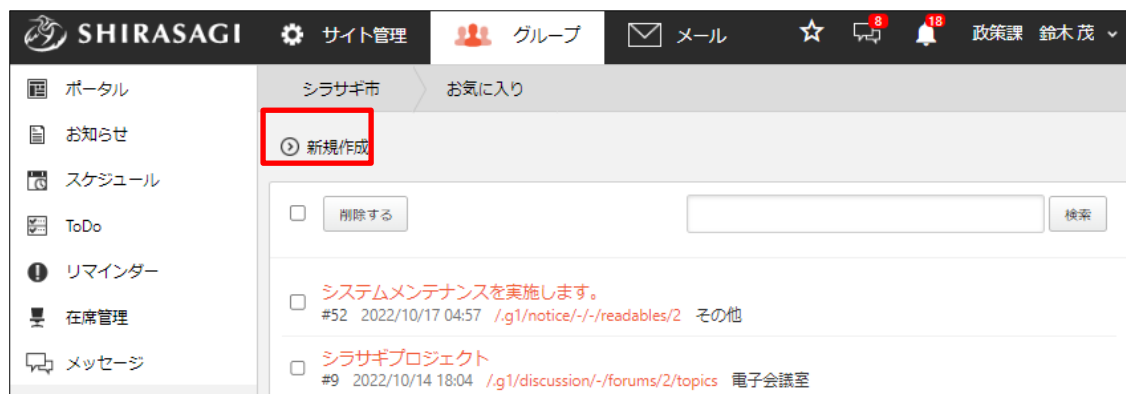 SHIRASAGI サイト管理 グループ メール 8 18 政策課 鈴木 茂
ポータル
お知らせ
スケジュール
ToDo
リマインダー
在席管理
メッセージ
シラサギ市 お気に入り
新規作成
削除する 検索
システムメンテナンスを実施します。
#52 2022/10/17 04:57 /.g1/notice/-/-/readables/2 その他
シラサギプロジェクト
#9 2022/10/14 18:04 /.g1/discussion/-/forums/2/topics 電子会議室